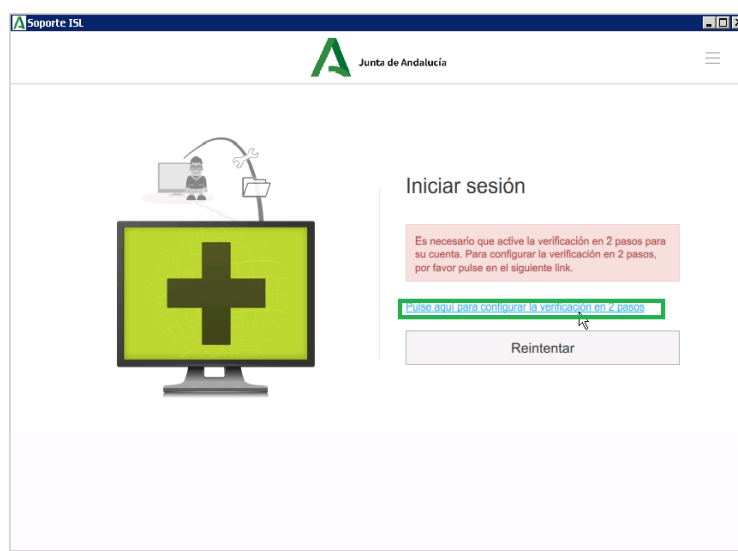 Soporte ISL
Junta de Andalucía
Iniciar sesión
Es necesario que active la verificación en 2 pasos para
su cuenta. Para configurar la verificación en 2 pasos,
por favor pulse en el siguiente link.
Pulse aquí para configurar la verificación en 2 pasos
Reintentar